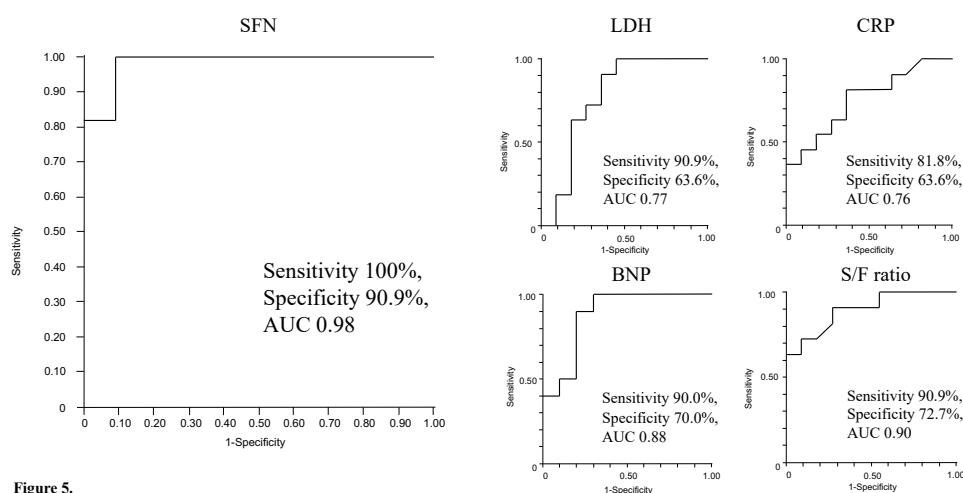 SFN
1.00
0.90
0.80
0.70
0.60
0.50
0.40
0.30
0.20
0.10
0
Sensitivity
0 0.10 0.20 0.30 0.40 0.50 0.60 0.70 0.80 0.90 1.00
1-Specificity
Sensitivity 100%,
Specificity 90.9%,
AUC 0.98
LDH
1.00
0.50
Sensitivity
0 0.50 1.00
1-Specificity
Sensitivity 90.9%,
Specificity 63.6%,
AUC 0.77
CRP
1.00
0.50
Sensitivity
0 0.50 1.00
1-Specificity
Sensitivity 81.8%,
Specificity 63.6%,
AUC 0.76
BNP
1.00
0.50
Sensitivity
0 0.50 1.00
1-Specificity
Sensitivity 90.0%,
Specificity 70.0%,
AUC 0.88
S/F ratio
1.00
0.50
Sensitivity
0 0.50 1.00
1-Specificity
Sensitivity 90.9%,
Specificity 72.7%,
AUC 0.90
Figure 5.